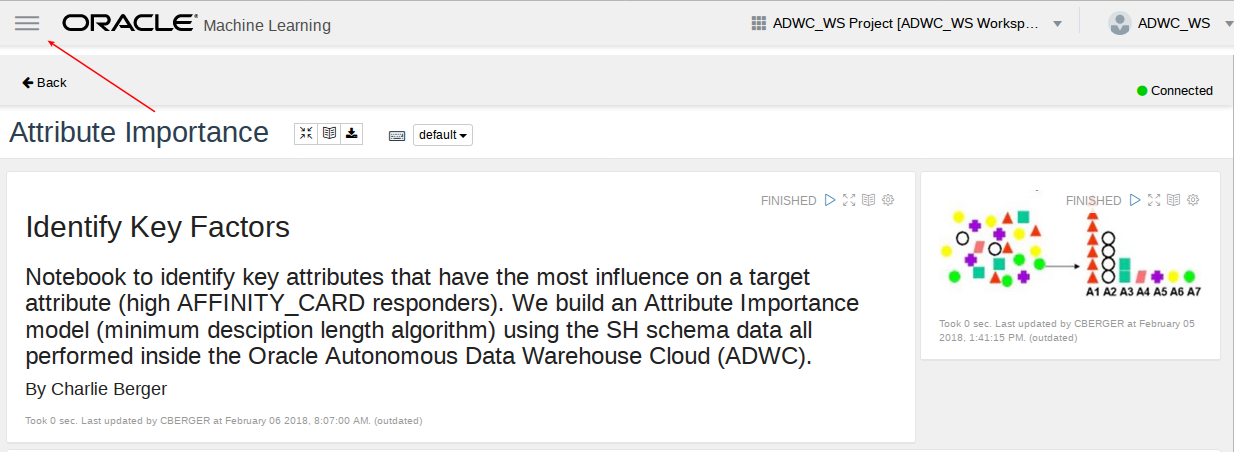 ORACLE® Machine Learning
ADWC_WS Project [ADWC_WS Worksp...
ADWC_WS
Back
Connected
Attribute Importance
default
FINISHED
Identify Key Factors
Notebook to identify key attributes that have the most influence on a target
attribute (high AFFINITY_CARD responders). We build an Attribute Importance
model (minimum desciption length algorithm) using the SH schema data all
performed inside the Oracle Autonomous Data Warehouse Cloud (ADWC).
By Charlie Berger
Took 0 sec. Last updated by CBERGER at February 06 2018, 8:07:00 AM. (outdated)
FINISHED
A1 A2 A3 A4 A5 A6 A7
Took 0 sec. Last updated by CBERGER at February 05
2018, 1:41:15 PM. (outdated)